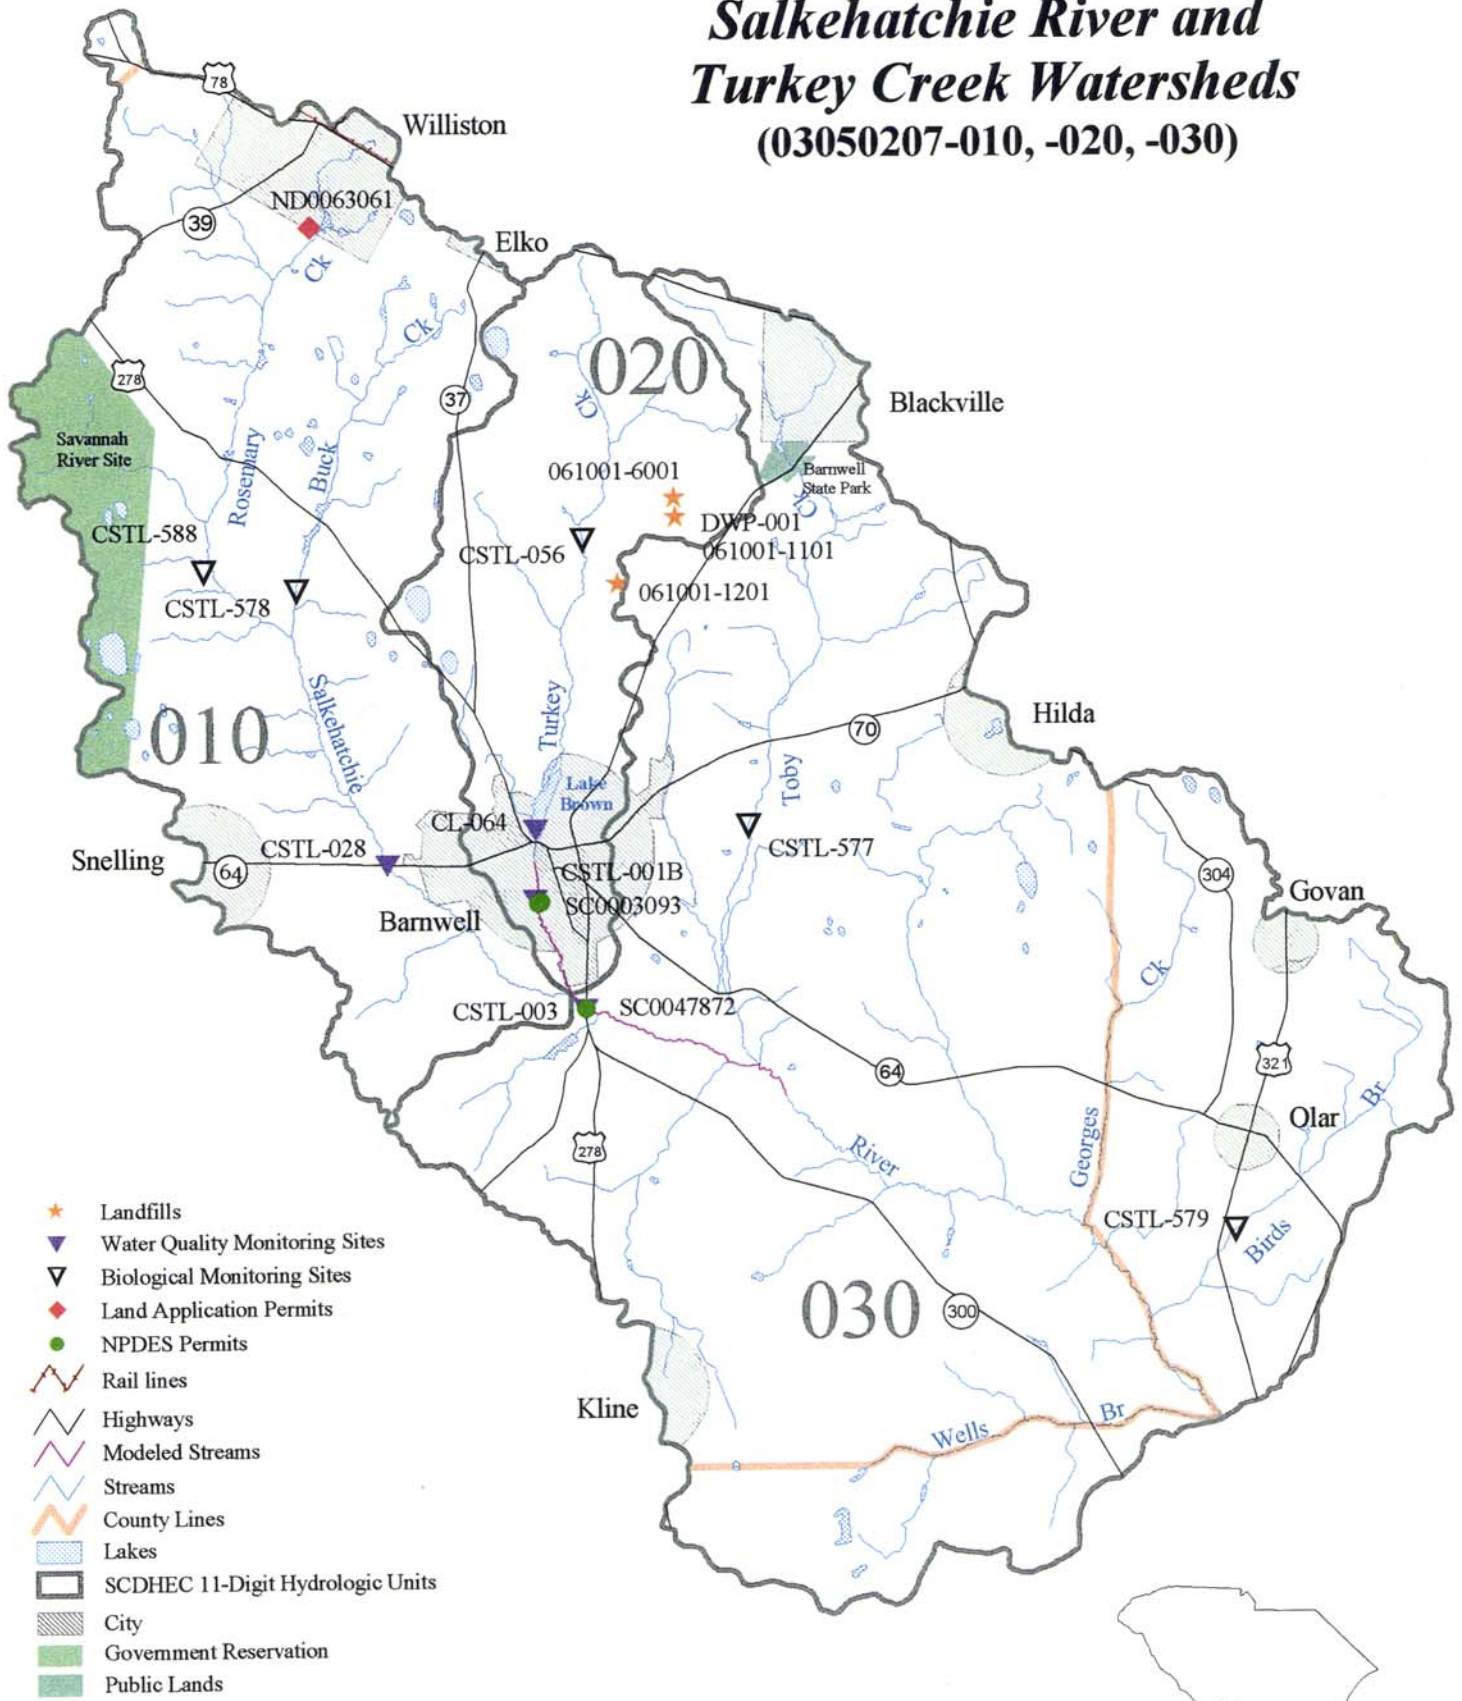 Salkehatchie River and
Turkey Creek Watersheds
(03050207-010, -020, -030)
78
Williston
ND0063061
39
Ck
Elko
Ck
020
278
37
Ck
Blackville
Savannah
River Site
Rosemary
Buck
061001-6001
Barnwell
State Park
Ck
DWP-001
CSTL-588
CSTL-056
061001-1101
CSTL-578
061001-1201
Salkehatchie
010
Turkey
Hilda
70
Toby
Lake
Brown
CL-064
CSTL-577
Snelling
64
CSTL-028
CSTL-001B
304
Govan
Barnwell
SC0003093
Ck
CSTL-003
SC0047872
64
321
Olar
Br
278
River
Georges
CSTL-579
Birds
030
300
Kline
Wells
Br
Landfills
Water Quality Monitoring Sites
Biological Monitoring Sites
Land Application Permits
NPDES Permits
Rail lines
Highways
Modeled Streams
Streams
County Lines
Lakes
SCDHEC 11-Digit Hydrologic Units
City
Government Reservation
Public Lands